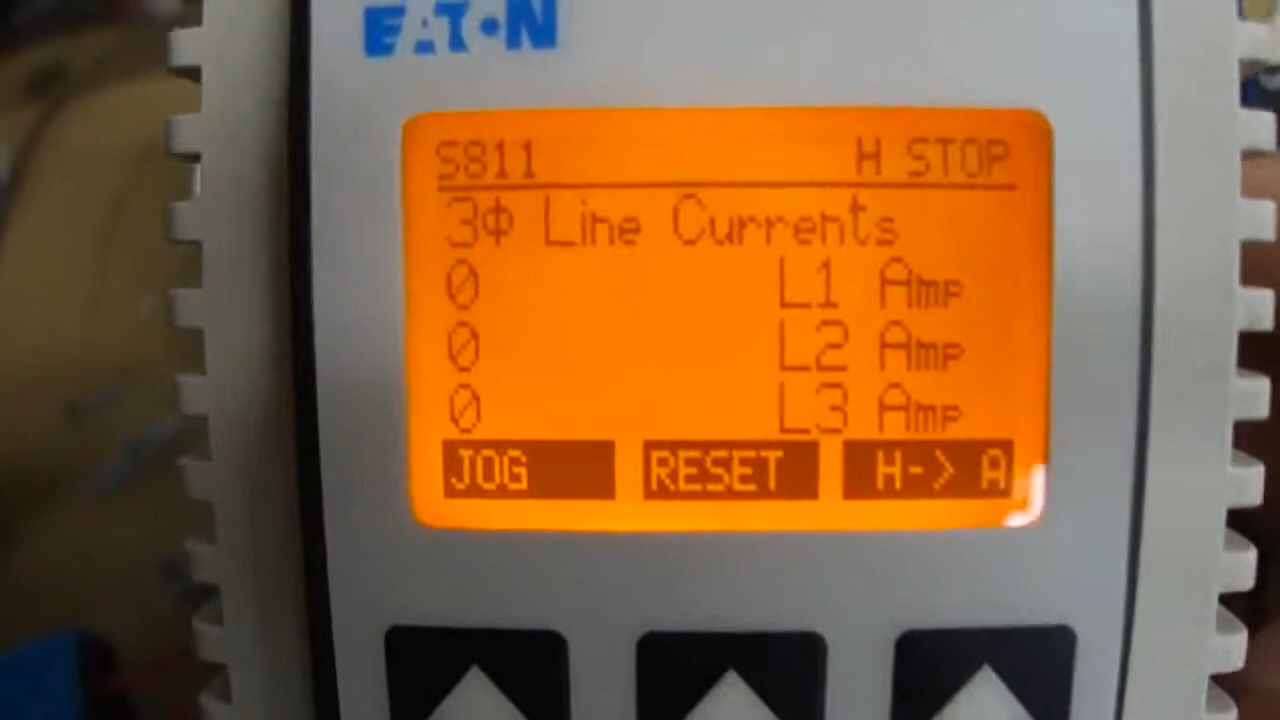 EATON
S811 H STOP
3Φ Line Currents
0 L1 Amp
0 L2 Amp
0 L3 Amp
JOG RESET H-> A